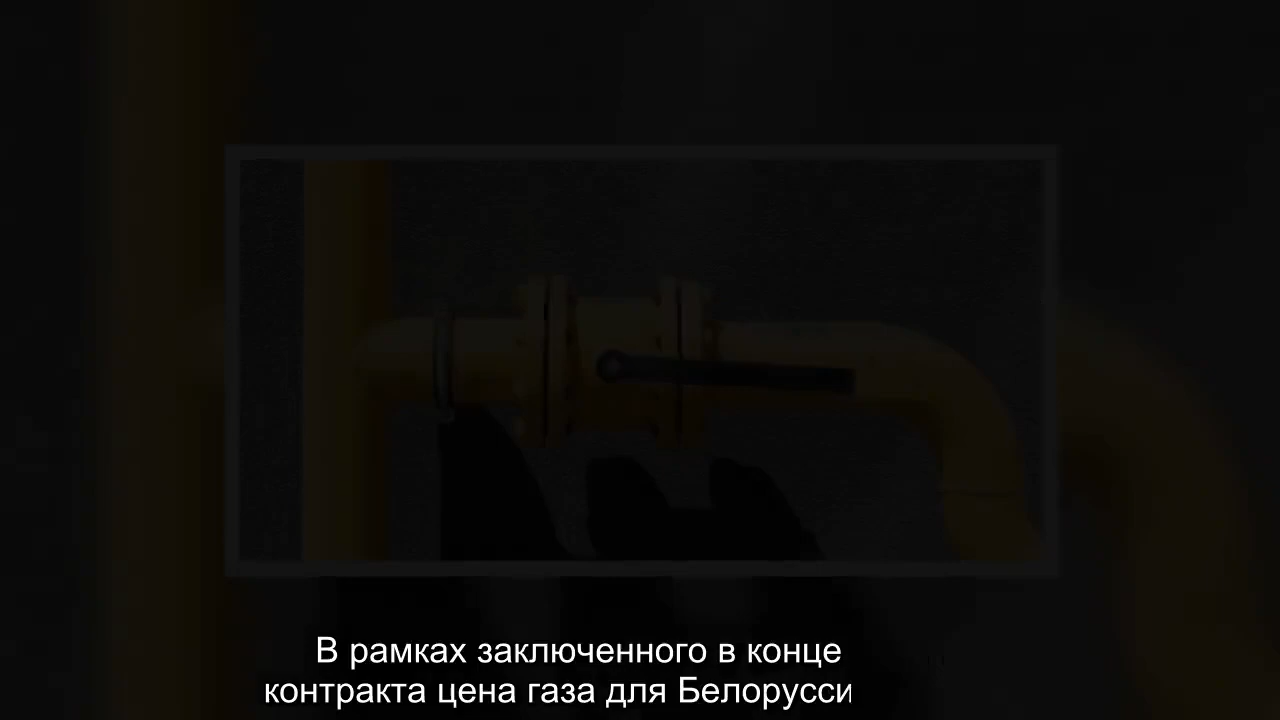 В рамках заключенного в конце
контракта цена газа для Белорусси